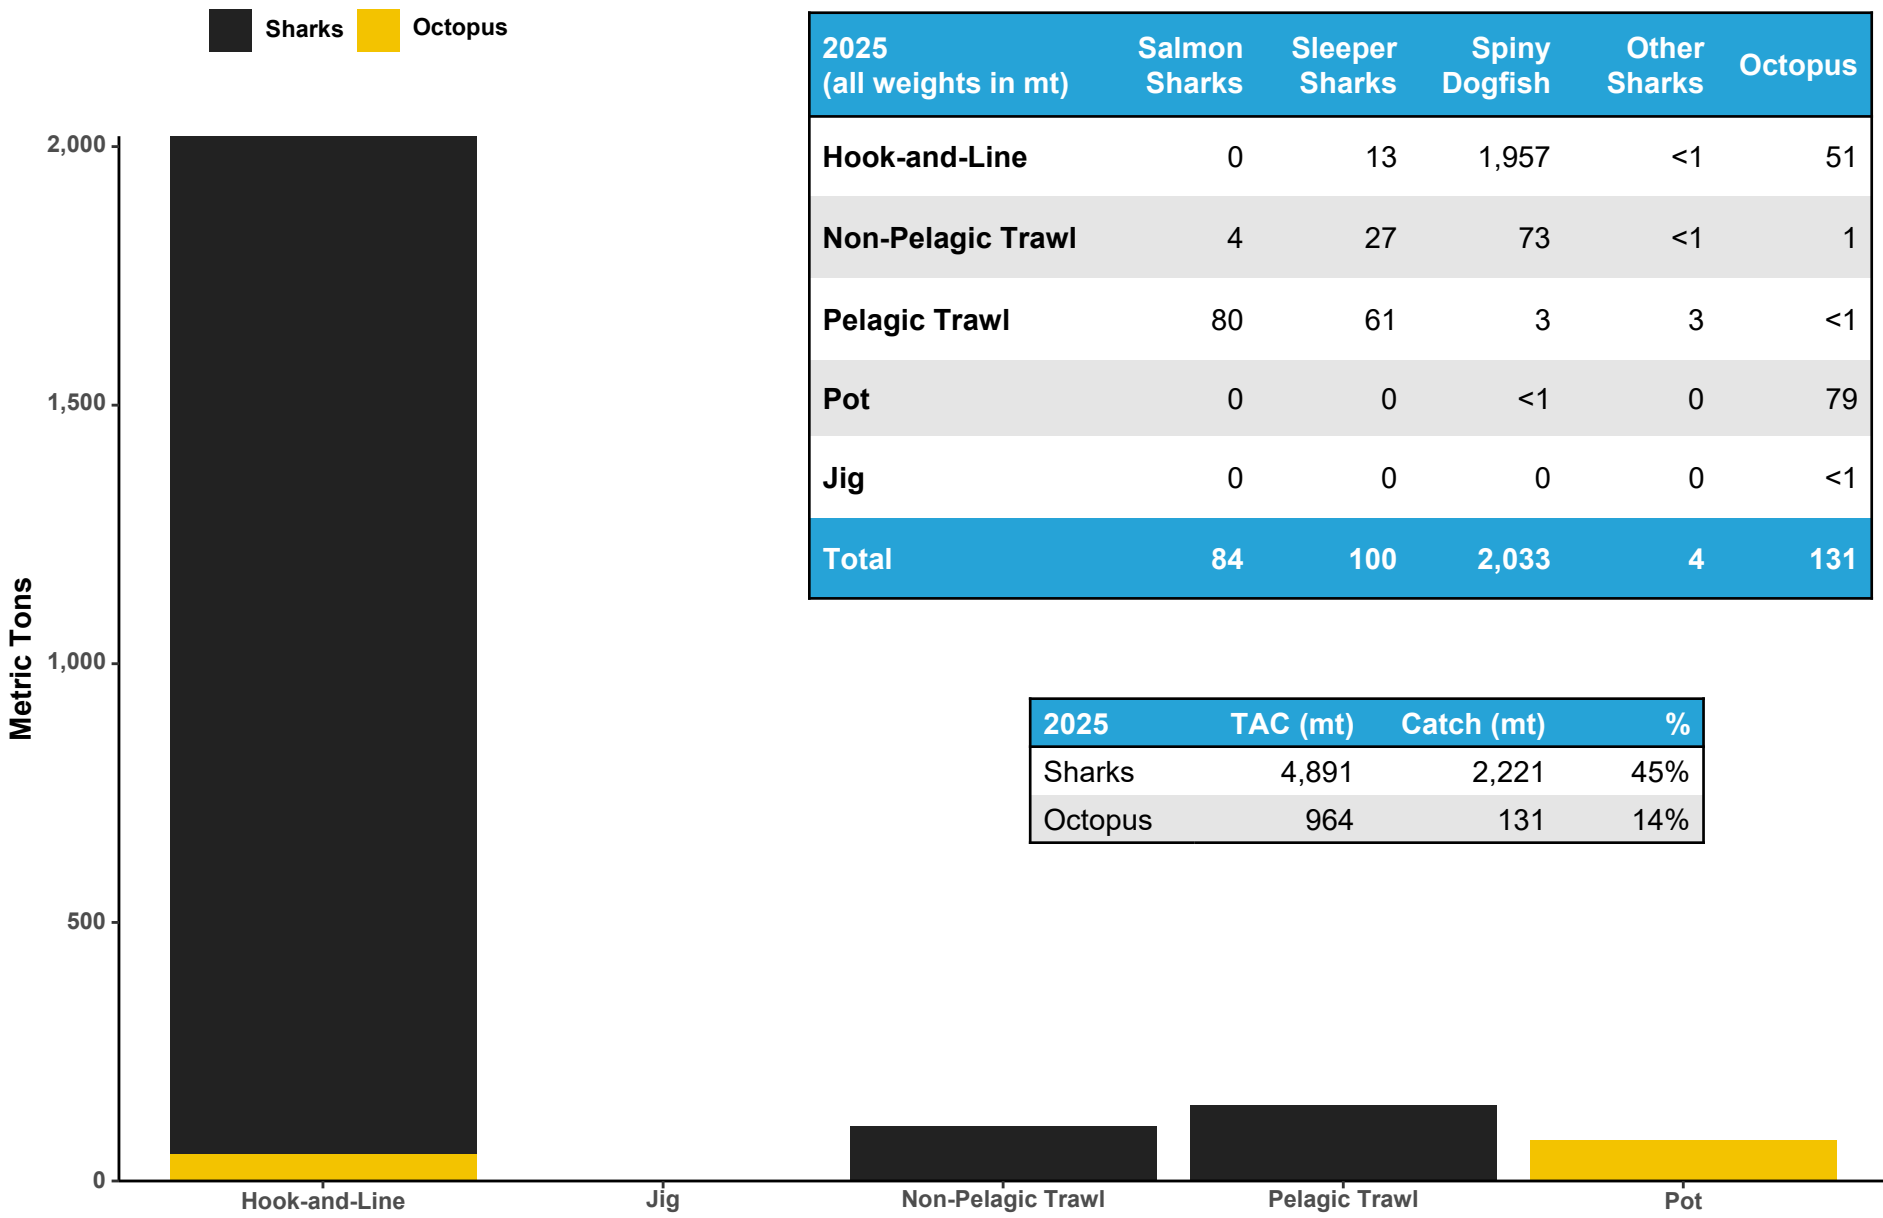 Sharks Octopus
2025 Salmon Sleeper Spiny Other Octopus
(all weights in mt) Sharks Sharks Dogfish Sharks
Hook-and-Line 0 13 1,957 <1 51
Non-Pelagic Trawl 4 27 73 <1 1
Pelagic Trawl 80 61 3 3 <1
Pot 0 0 <1 0 79
Jig 0 0 0 0 <1
Total 84 100 2,033 4 131
2025 TAC (mt) Catch (mt) %
Sharks 4,891 2,221 45%
Octopus 964 131 14%
Metric Tons
2,000
1,500
1,000
500
0
Hook-and-Line Jig Non-Pelagic Trawl Pelagic Trawl Pot